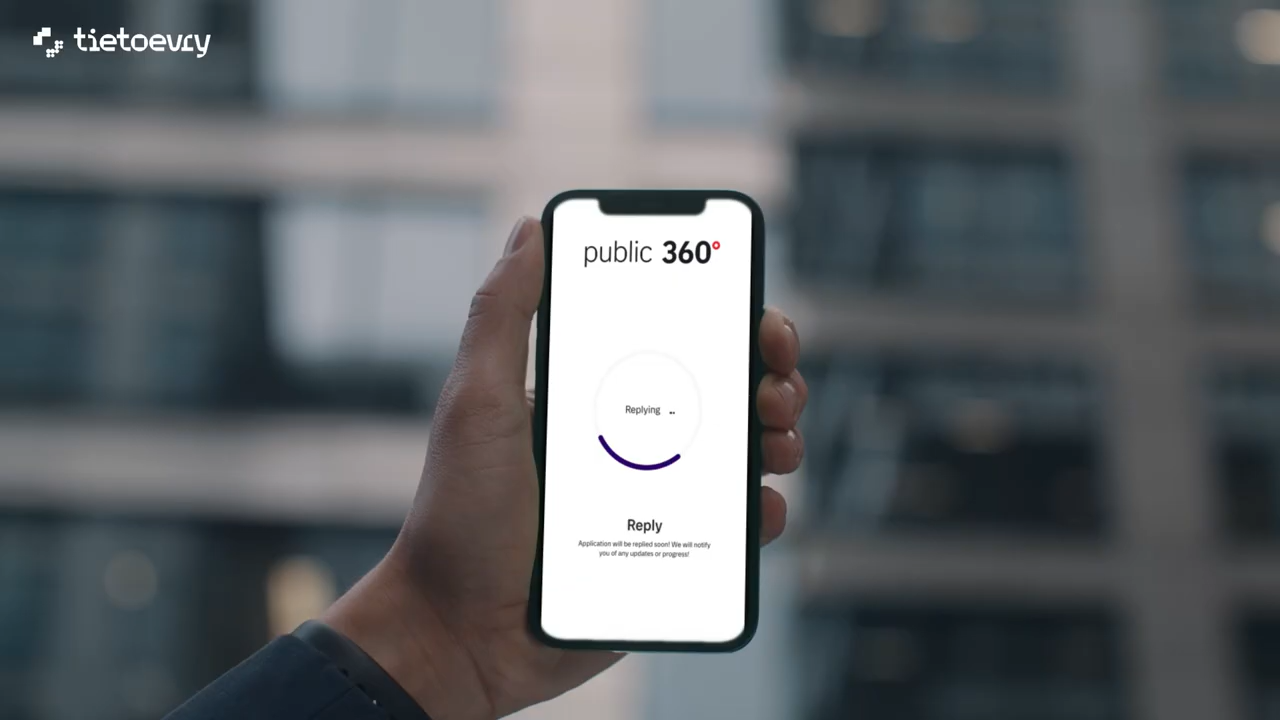 tietoevry
public 360°
Replying ..
Reply
Application will be replied soon! We will notify
you of any updates or progress!